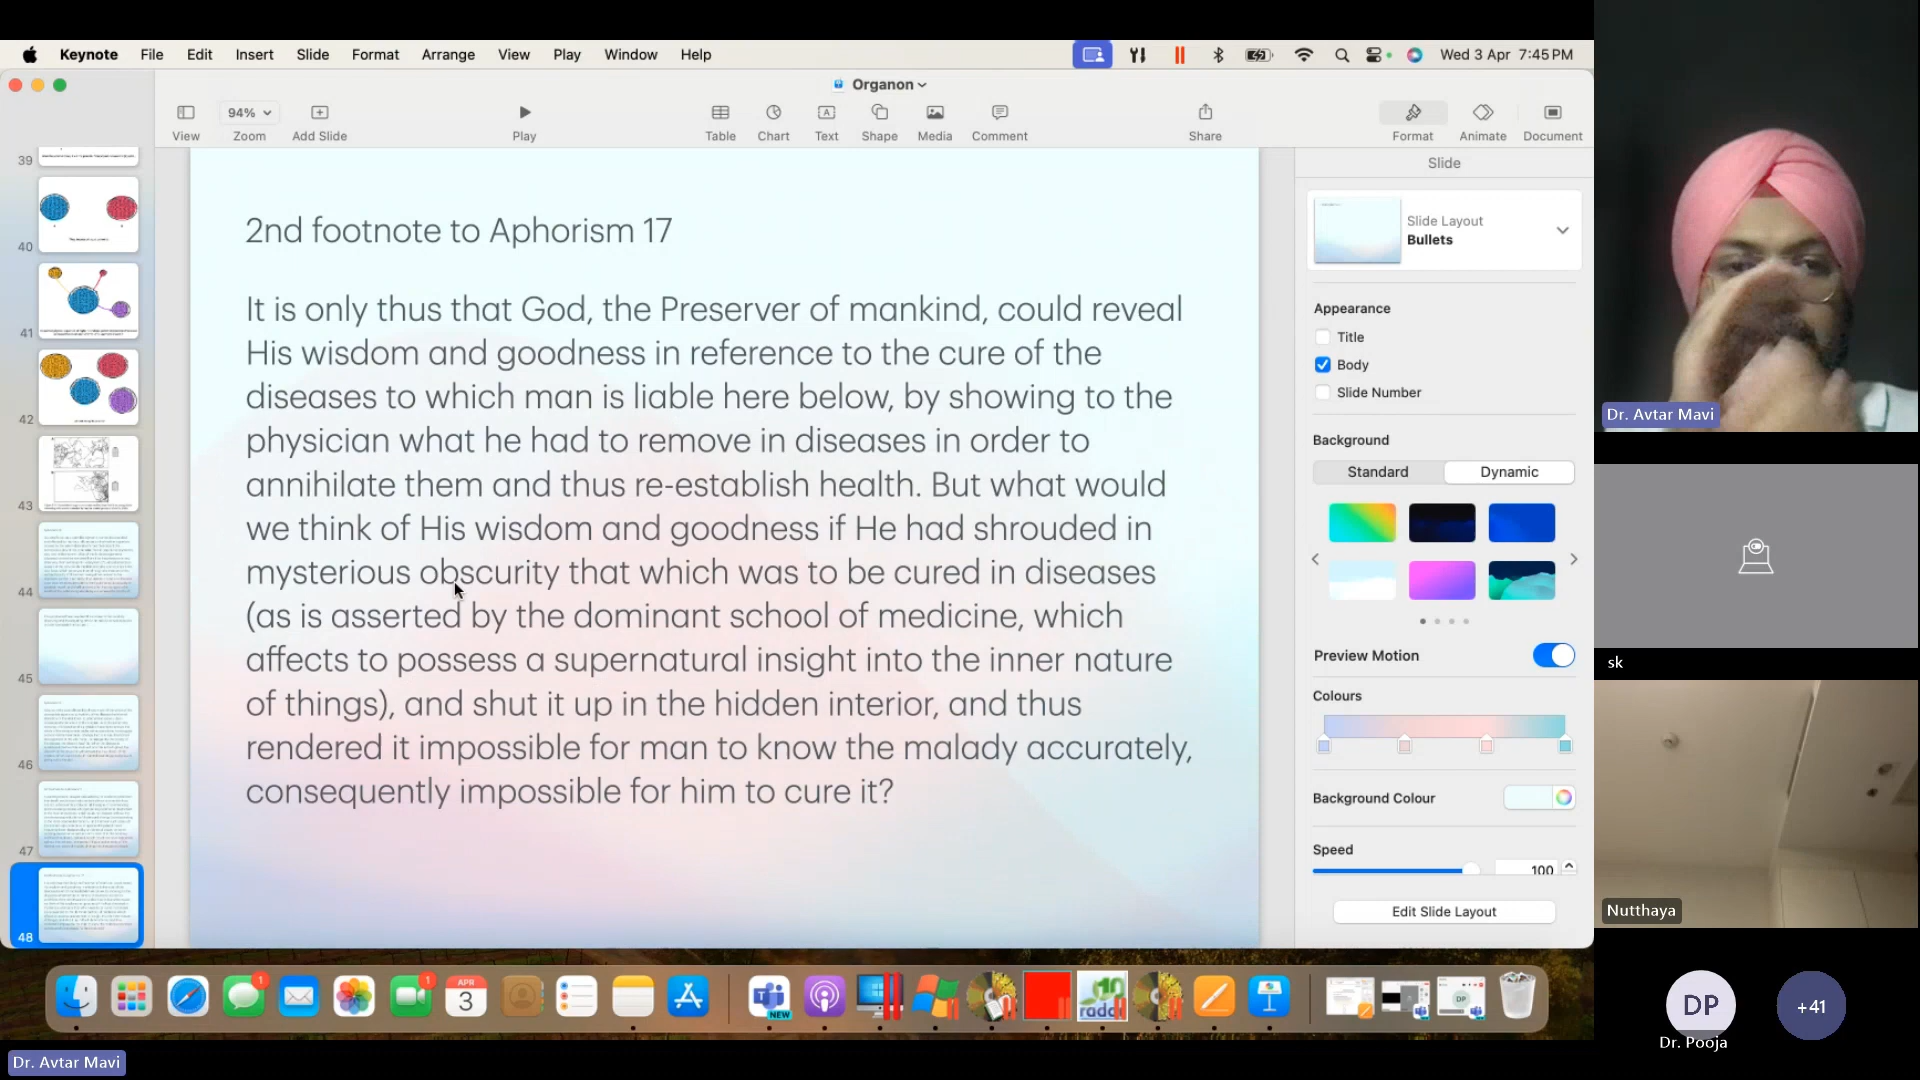 Keynote File Edit Insert Slide Format Arrange View Play Window Help
Wed 3 Apr 7:45 PM
Organon
94%
View Zoom Add Slide Play Table Chart Text Shape Media Comment Share Format Animate Document
39
40
41
42
43
44
45
46
47
48
2nd footnote to Aphorism 17
It is only thus that God, the Preserver of mankind, could reveal
His wisdom and goodness in reference to the cure of the
diseases to which man is liable here below, by showing to the
physician what he had to remove in diseases in order to
annihilate them and thus re-establish health. But what would
we think of His wisdom and goodness if He had shrouded in
mysterious obscurity that which was to be cured in diseases
(as is asserted by the dominant school of medicine, which
affects to possess a supernatural insight into the inner nature
of things), and shut it up in the hidden interior, and thus
rendered it impossible for man to know the malady accurately,
consequently impossible for him to cure it?
Slide
Slide Layout
Bullets
Appearance
Title
Body
Slide Number
Background
Standard Dynamic
Preview Motion
Colours
Background Colour
Speed
100
Edit Slide Layout
1
1
APR
3
NEW
10
radar
DP
Dr. Avtar Mavi
sk
Nutthaya
DP
+41
Dr. Pooja
Dr. Avtar Mavi